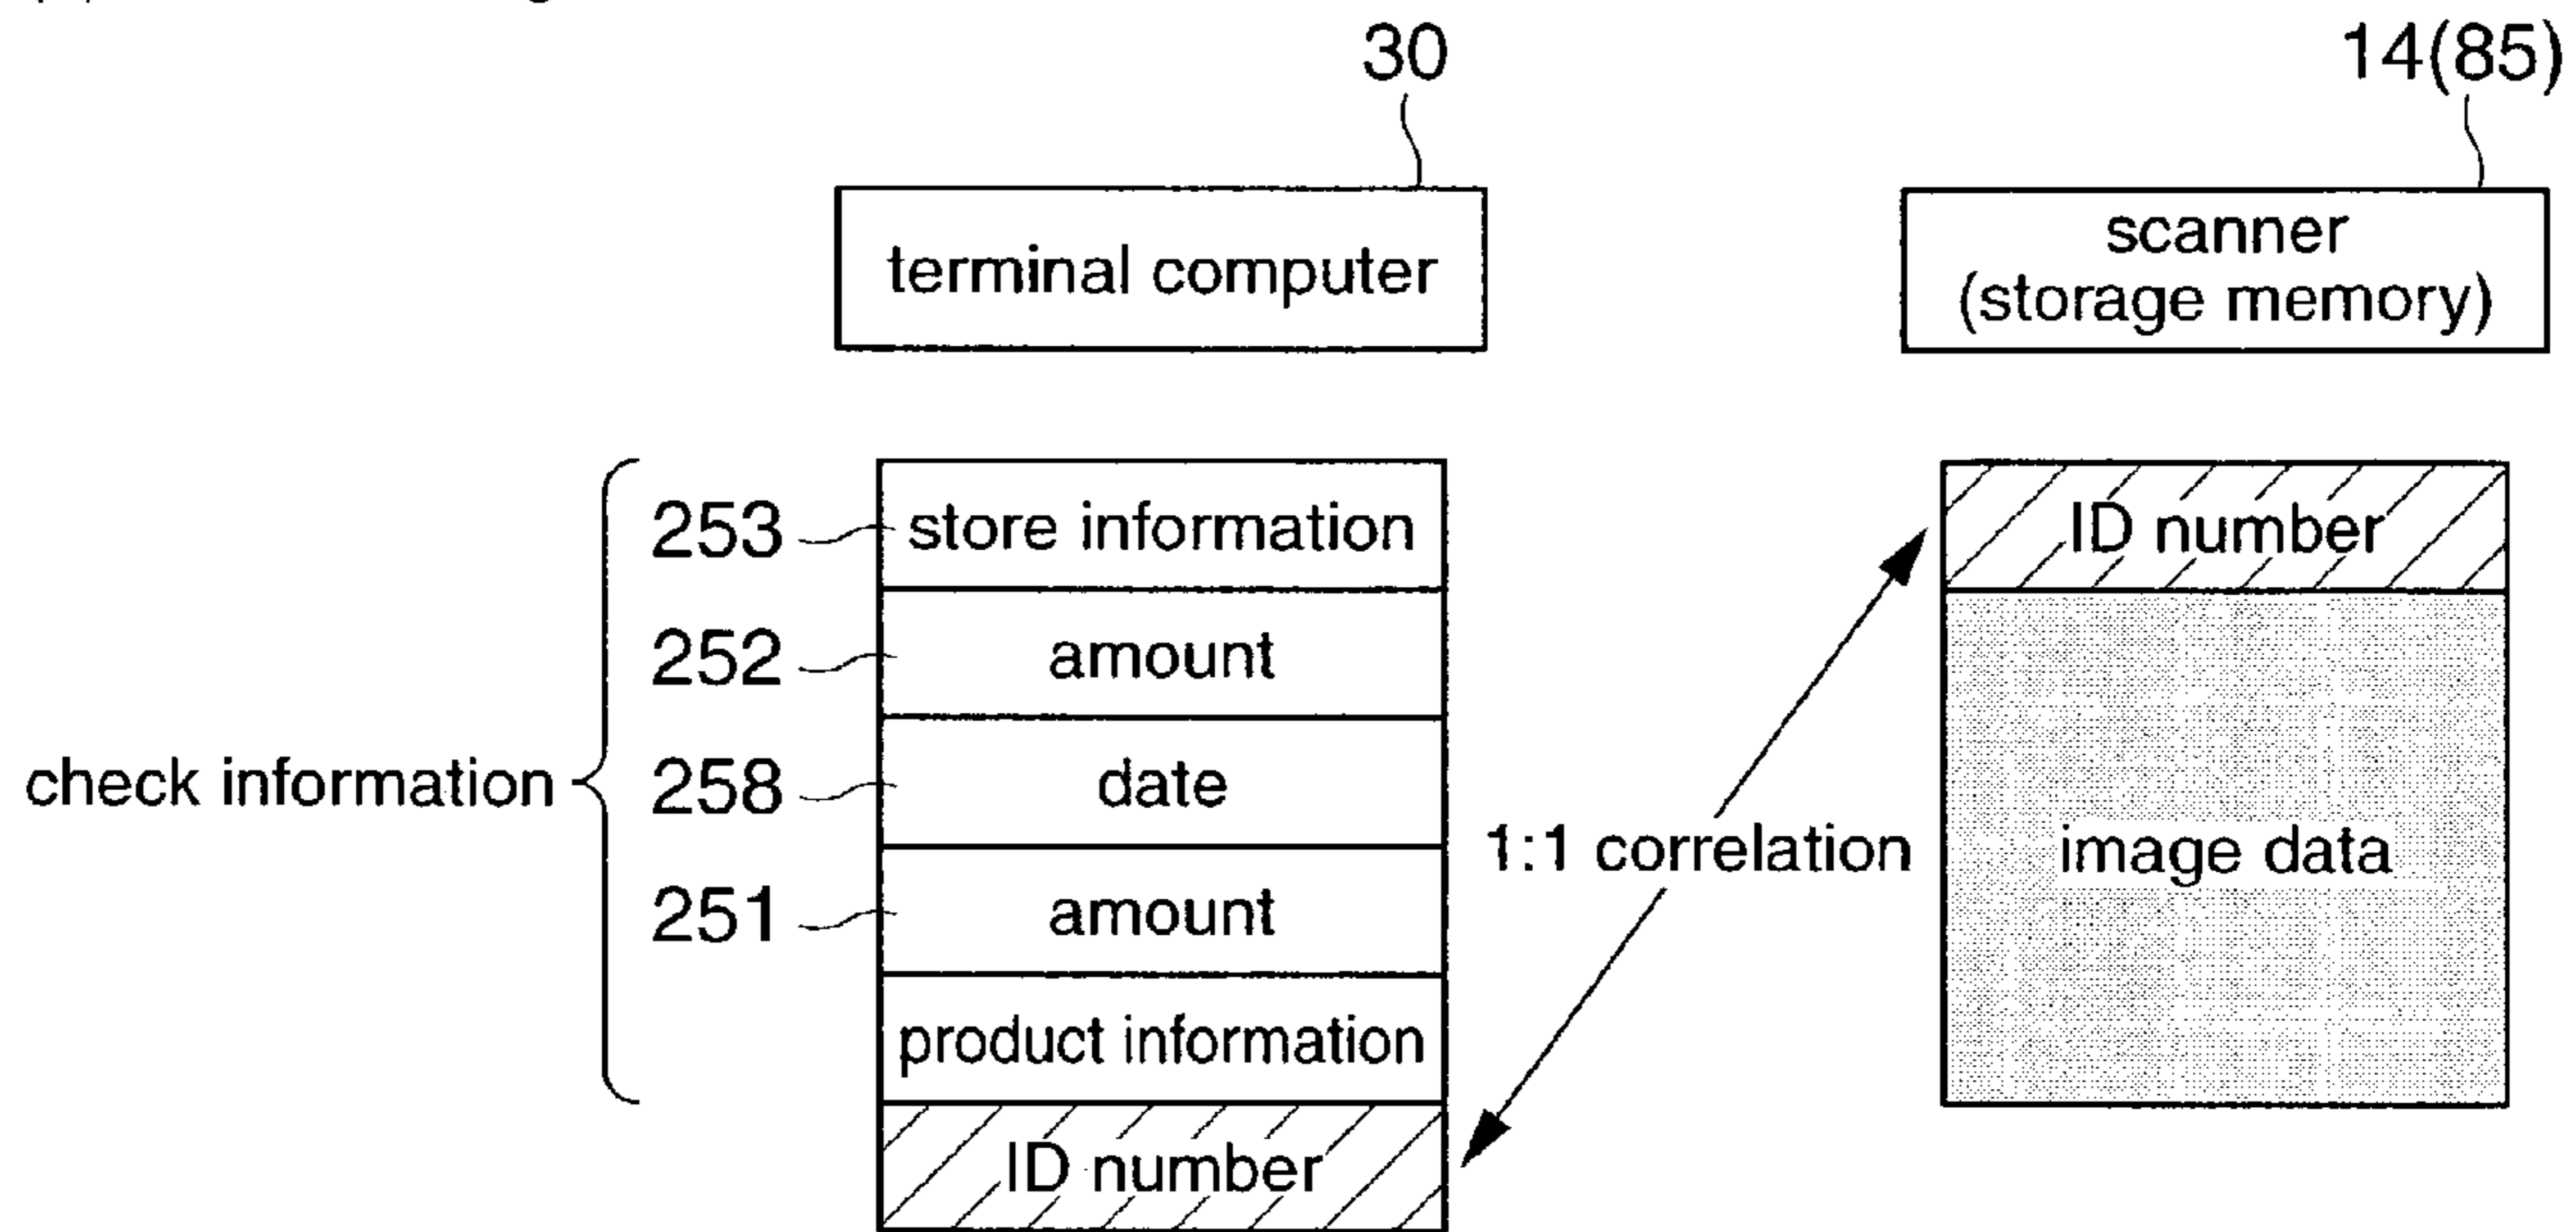 30
14(85)
terminal computer
scanner
(storage memory)
253
store information
ID number
252
amount
check information
258
date
1:1 correlation
image data
251
amount
product information
ID number